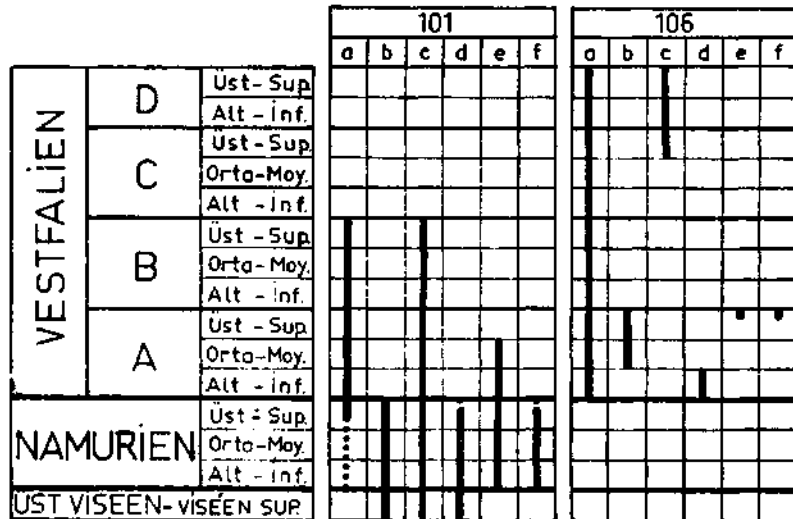 101 106
a b c d e f a b c d e f
VESTFALİEN
D
Üst-Sup.
Alt-İnf.
C
Üst-Sup.
Orta-Moy.
Alt-İnf.
B
Üst-Sup.
Orta-Moy.
Alt-İnf.
A
Üst-Sup.
Orta-Moy.
Alt-İnf.
NAMURİEN
Üst-Sup.
Orta-Moy.
Alt-İnf.
ÜST VISEEN-VISÉEN SUP.